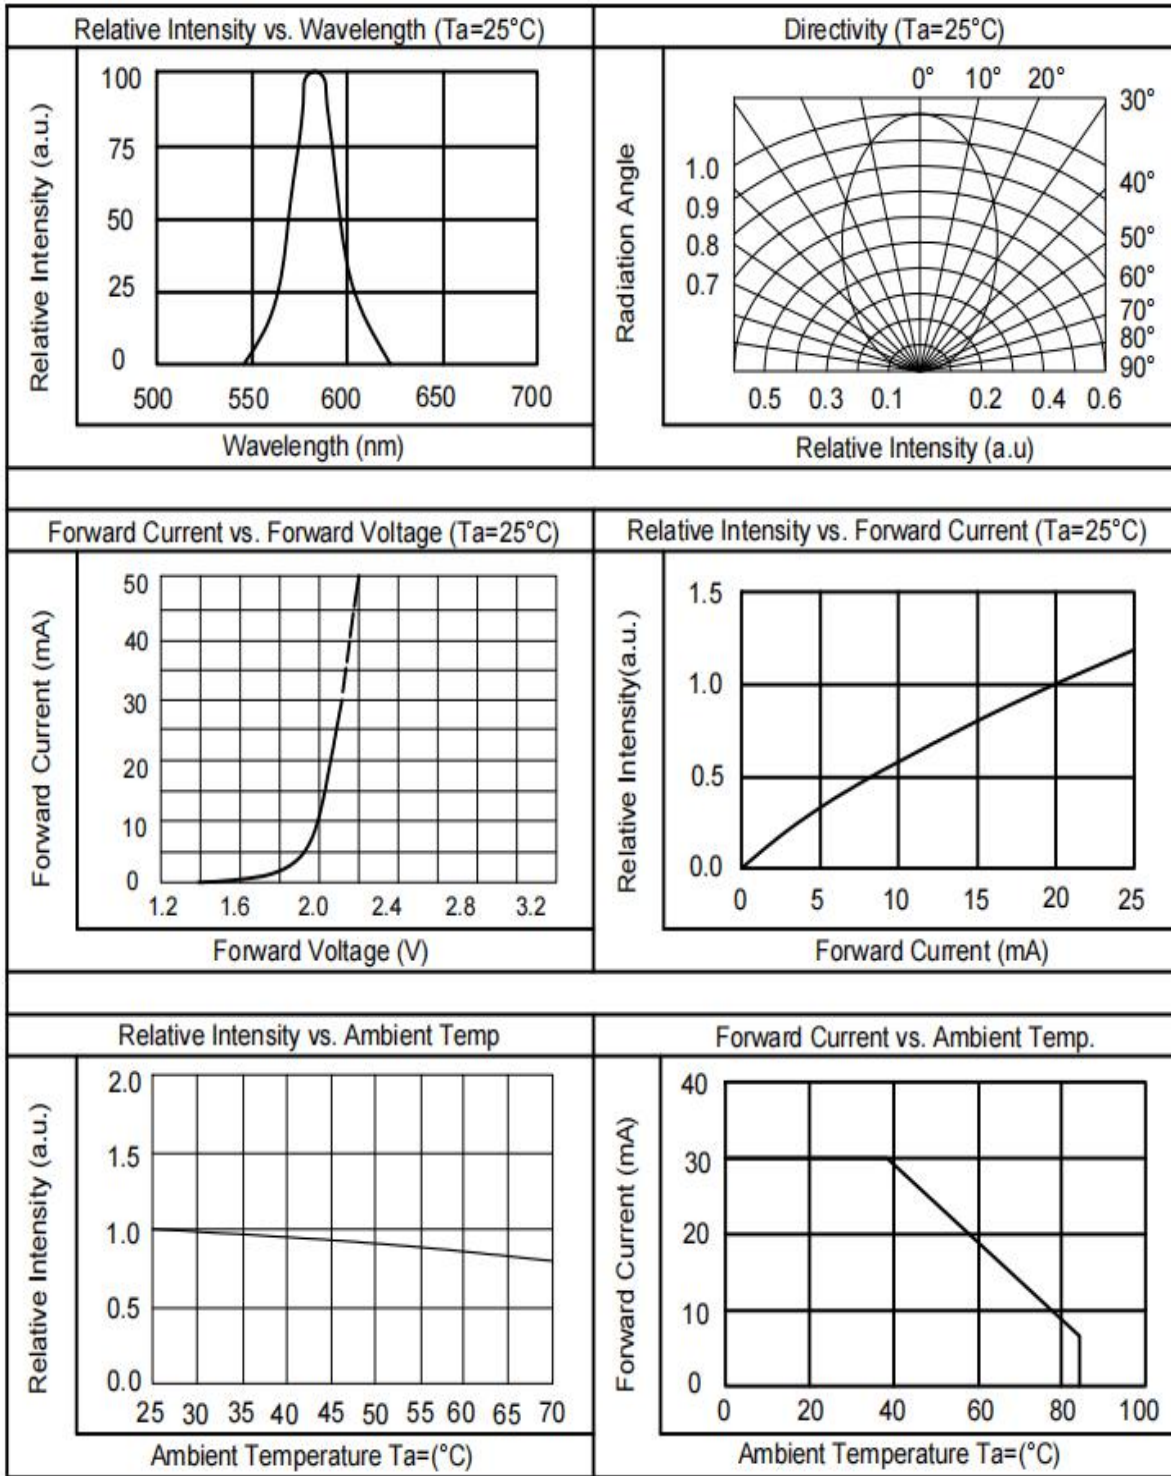 Relative Intensity vs. Wavelength (Ta=25°C)
Relative Intensity (a.u.)
100
75
50
25
0
500 550 600 650 700
Wavelength (nm)
Directivity (Ta=25°C)
Radiation Angle
0° 10° 20°
30°
40°
50°
60°
70°
80°
90°
1.0
0.9
0.8
0.7
0.5 0.3 0.1 0.2 0.4 0.6
Relative Intensity (a.u)
Forward Current vs. Forward Voltage (Ta=25°C)
Forward Current (mA)
50
40
30
20
10
0
1.2 1.6 2.0 2.4 2.8 3.2
Forward Voltage (V)
Relative Intensity vs. Forward Current (Ta=25°C)
Relative Intensity(a.u.)
1.5
1.0
0.5
0.0
0 5 10 15 20 25
Forward Current (mA)
Relative Intensity vs. Ambient Temp
Relative Intensity (a.u.)
2.0
1.5
1.0
0.5
0.0
25 30 35 40 45 50 55 60 65 70
Ambient Temperature Ta=(°C)
Forward Current vs. Ambient Temp.
Forward Current (mA)
40
30
20
10
0
0 20 40 60 80 100
Ambient Temperature Ta=(°C)